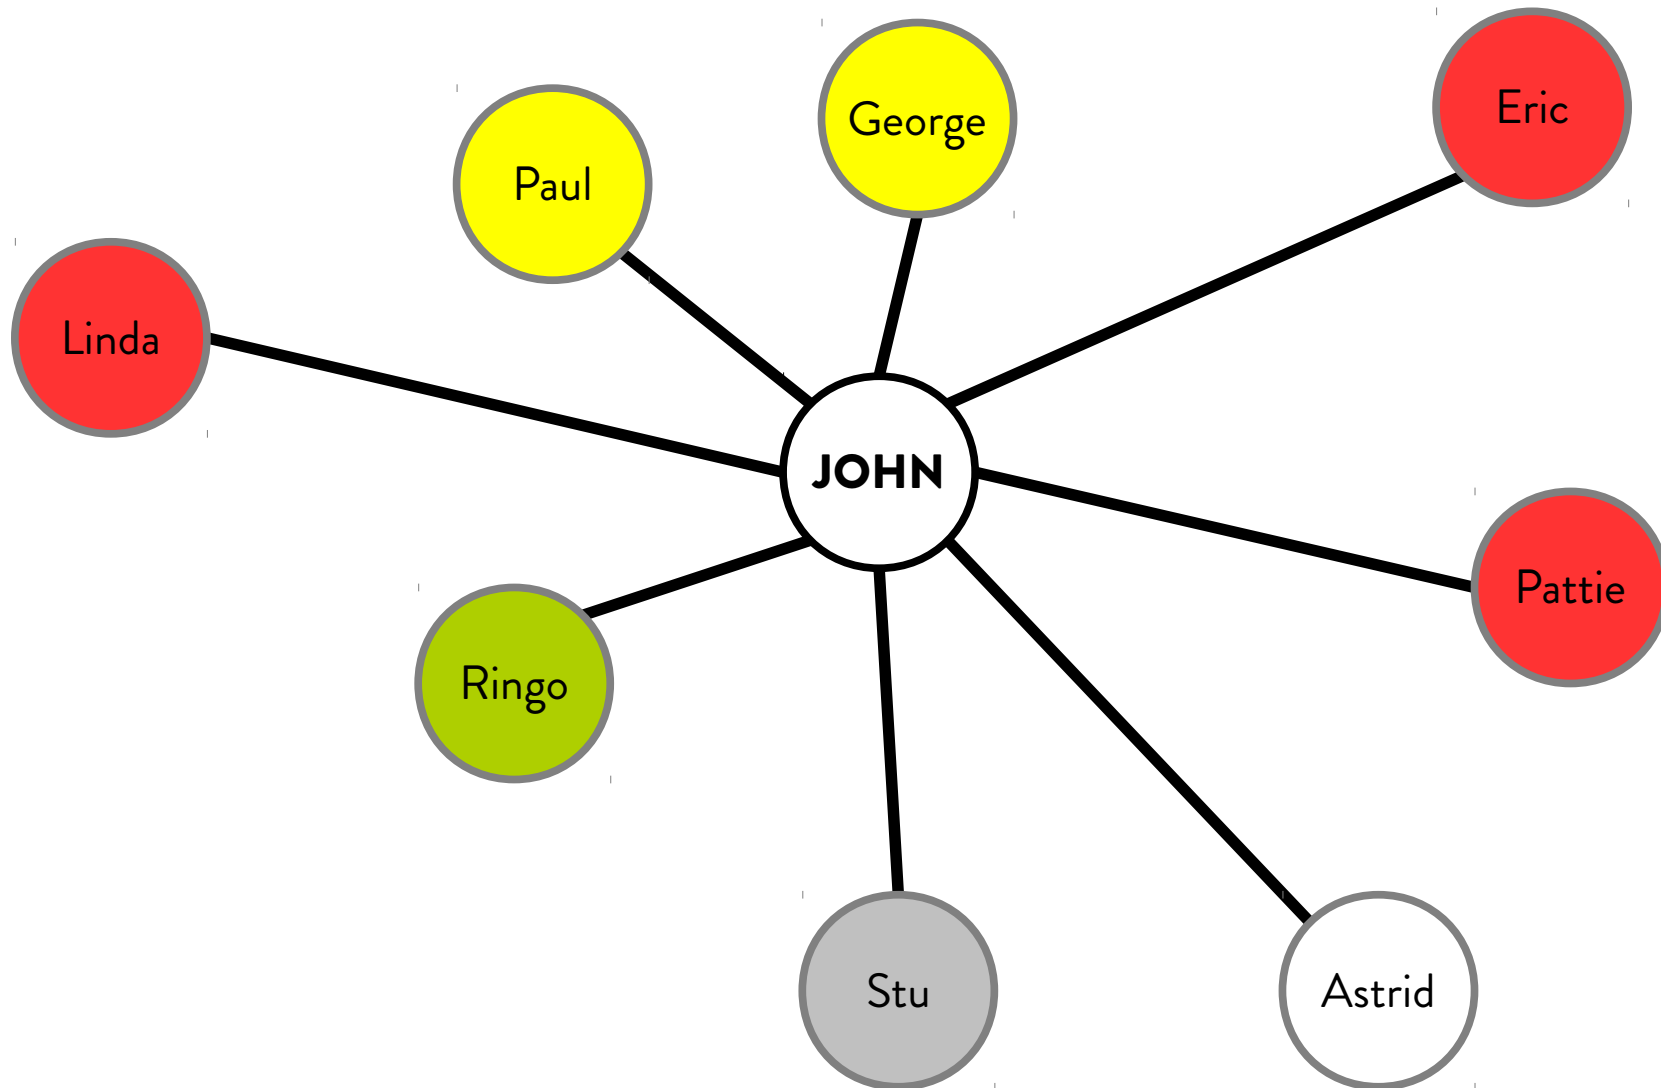 Eric
George
Paul
Linda
JOHN
Pattie
Ringo
Stu
Astrid